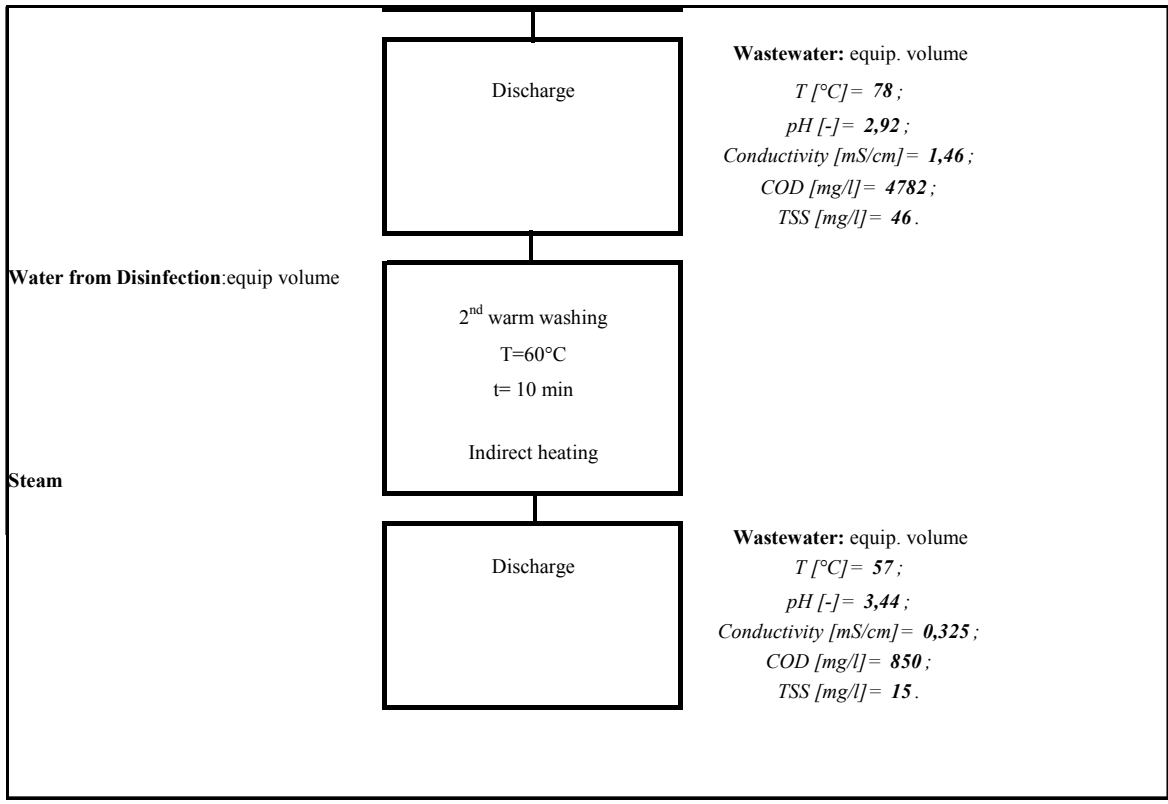 Discharge
Wastewater: equip. volume
T [°C]= 78 ;
pH [-]= 2,92 ;
Conductivity [mS/cm]= 1,46 ;
COD [mg/l]= 4782 ;
TSS [mg/l]= 46 .
Water from Disinfection:equip volume
2nd warm washing
T=60°C
t= 10 min
Indirect heating
Steam
Discharge
Wastewater: equip. volume
T [°C]= 57 ;
pH [-]= 3,44 ;
Conductivity [mS/cm]= 0,325 ;
COD [mg/l]= 850 ;
TSS [mg/l]= 15 .